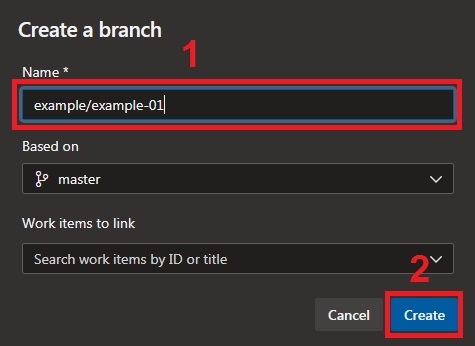 Create a branch
1
Name *
example/example-01
Based on
master
Work items to link
Search work items by ID or title
2
Cancel
Create